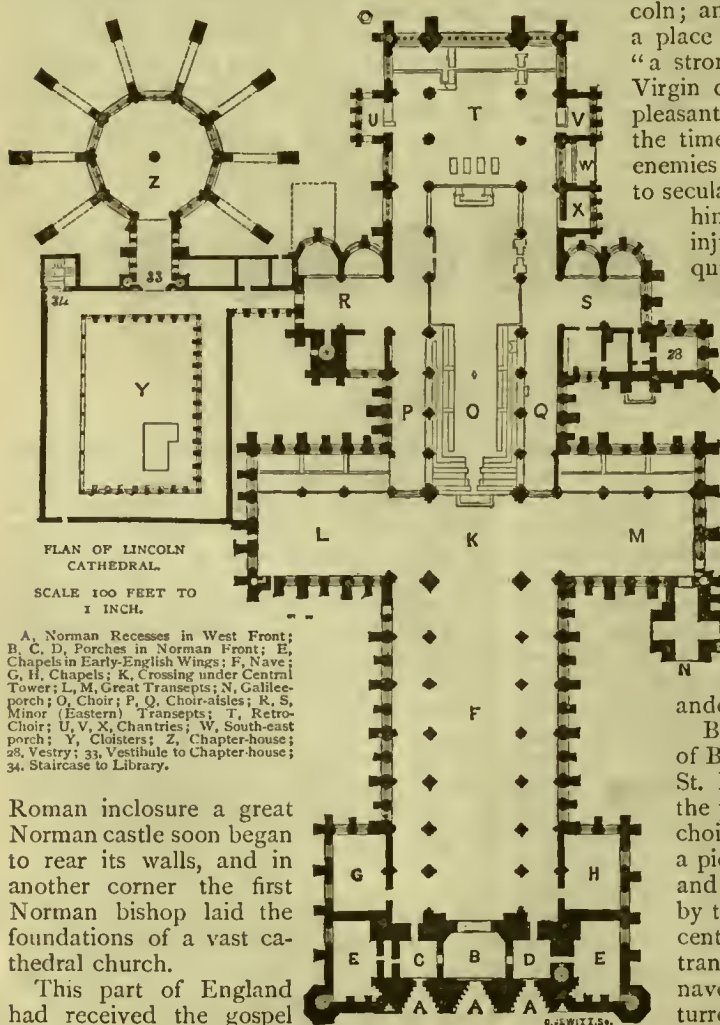 coln; an
a place
“a stron
Virgin o
pleasant
the time
enemies
to secula
him
inj
qu
U
T
V
W
X
Z
33
34
R
S
28
Y
P
O
Q
L
K
M
N
PLAN OF LINCOLN
CATHEDRAL.
SCALE 100 FEET TO
1 INCH.
A, Norman Recesses in West Front;
B, C, D, Porches in Norman Front; E,
Chapels in Early-English Wings; F, Nave;
G, H, Chapels; K, Crossing under Central
Tower; L, M, Great Transepts; N, Galilee-
porch; O, Choir; P, Q, Choir-aisles; R, S,
Minor (Eastern) Transepts; T, Retro-
Choir; U, V, X, Chantries; W, South-east
porch; Y, Cloisters; Z, Chapter-house;
28, Vestry; 33, Vestibule to Chapter-house;
34, Staircase to Library.
F
G
H
E
C
B
D
E
A
A
A
Roman inclosure a great
Norman castle soon began
to rear its walls, and in
another corner the first
Norman bishop laid the
foundations of a vast ca-
thedral church.
This part of England
had received the gospel
ande
B
of B
St.
the
choi
a pie
and
by t
cent
tran
nave
turre
O. JEWITT. Sc.